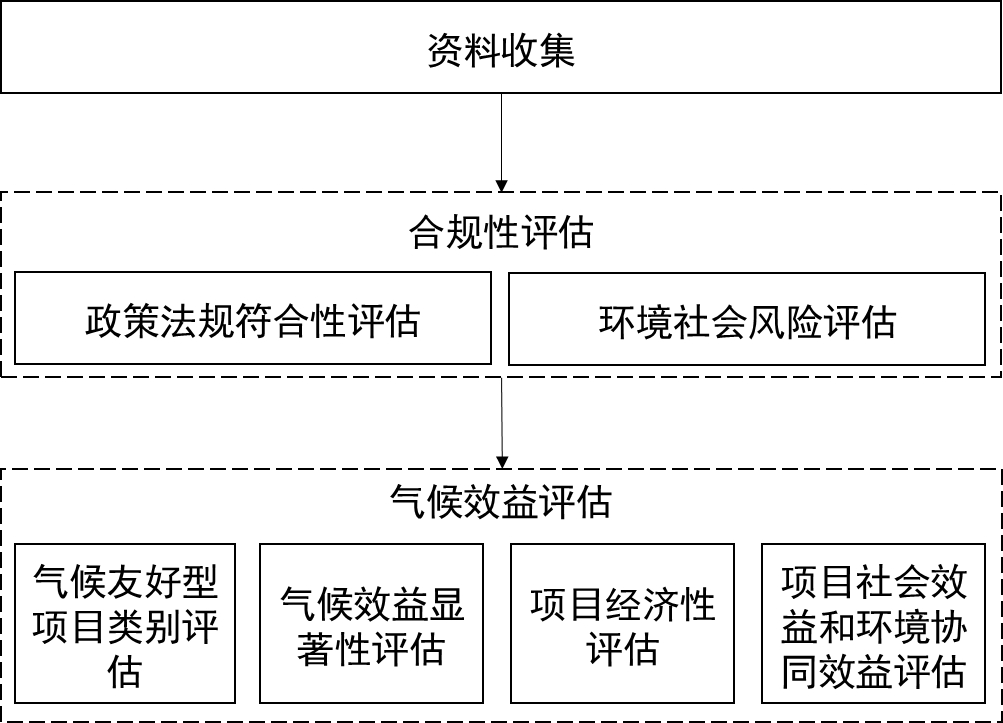 资料收集
合规性评估
政策法规符合性评估
环境社会风险评估
气候效益评估
气候友好型
项目类别评
估
气候效益显
著性评估
项目经济性
评估
项目社会效
益和环境协
同效益评估